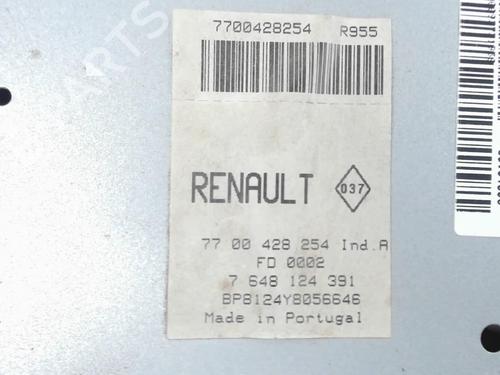 7700428254 R955
RENAULT 037
77 00 428 254 Ind.A
FD 0002
7 648 124 391
BP8124Y8056646
Made in Portugal